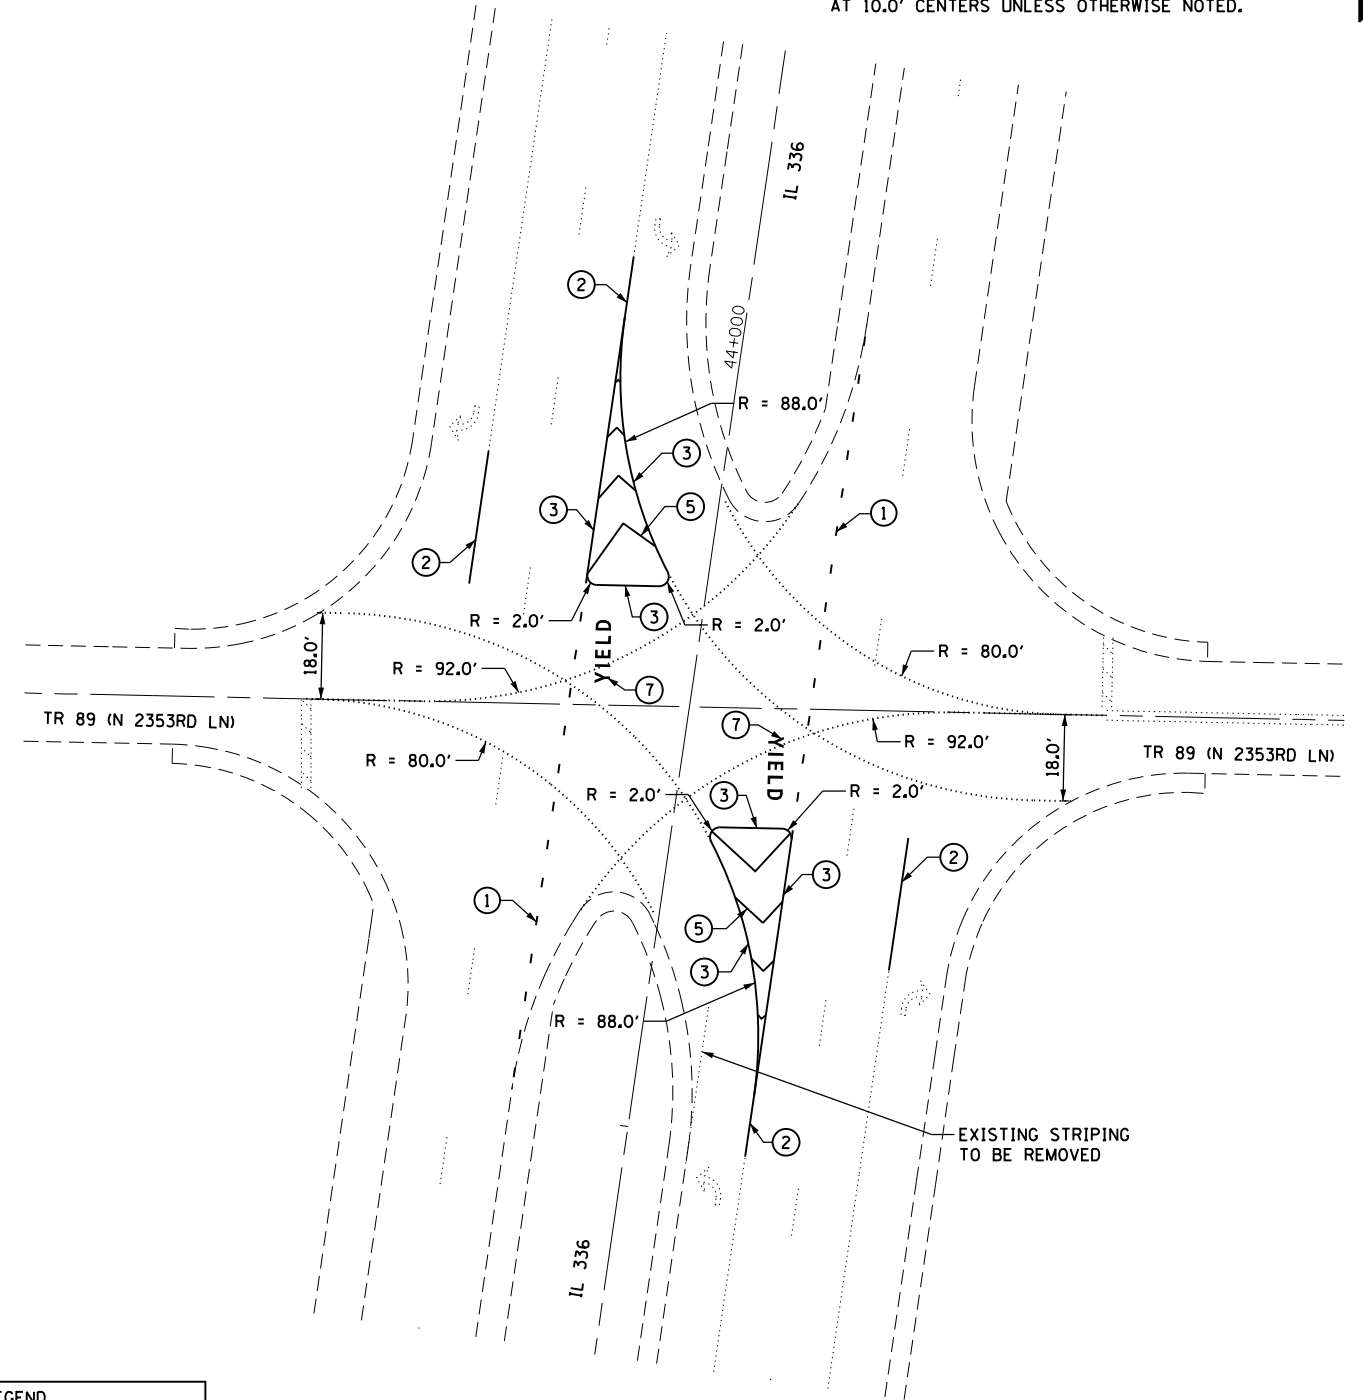 AT 10.0' CENTERS UNLESS OTHERWISE NOTED.
IL 336
2
44+000
R = 88.0'
3
3
5
1
2
R = 2.0'
3
R = 2.0'
YIELD
18.0'
R = 92.0'
7
R = 80.0'
TR 89 (N 2353RD LN)
7
R = 92.0'
18.0'
TR 89 (N 2353RD LN)
R = 80.0'
YIELD
R = 2.0'
3
R = 2.0'
2
3
1
5
3
R = 88.0'
EXISTING STRIPING
TO BE REMOVED
2
IL 336